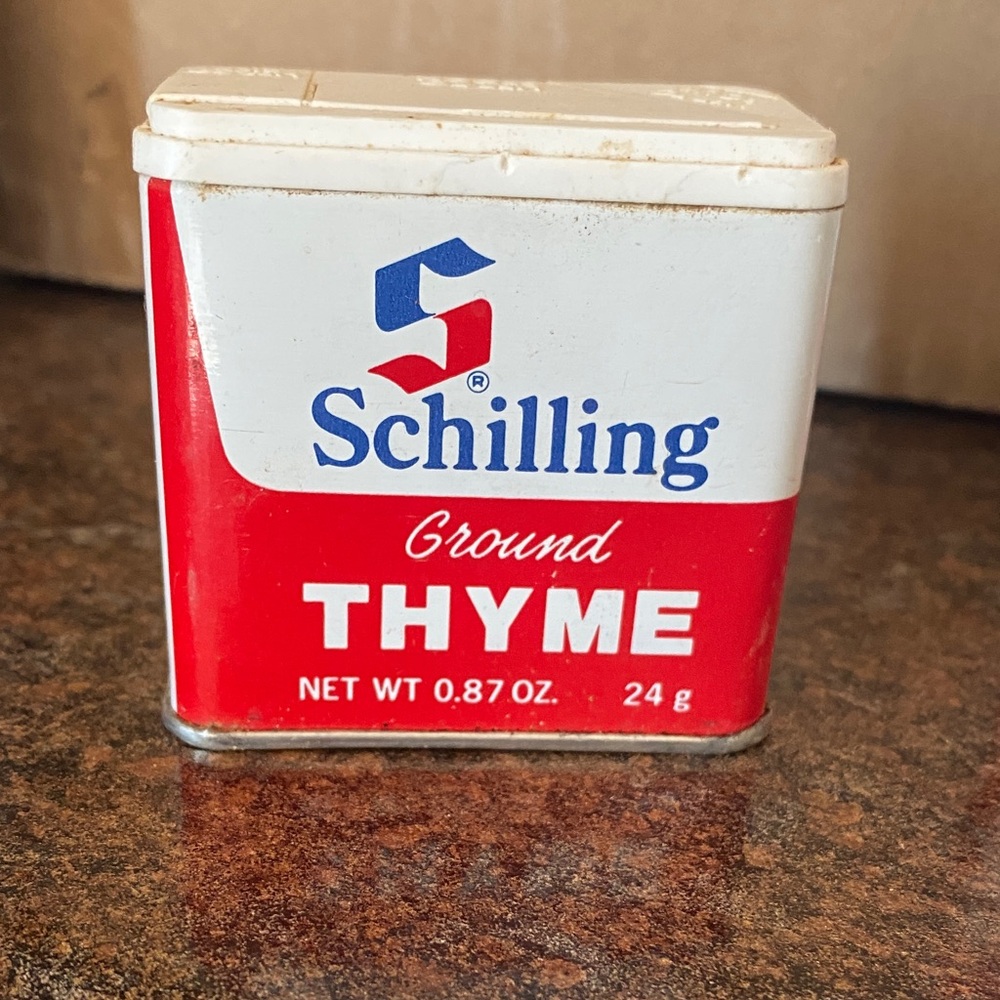 Schilling®
Ground
THYME
NET WT 0.87 OZ. 24 g